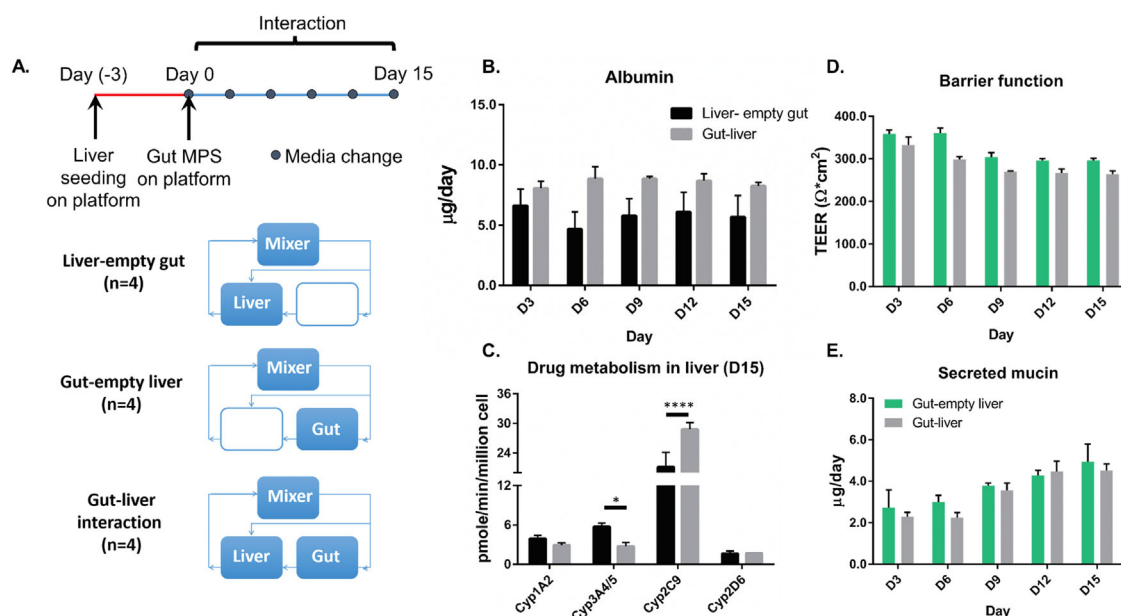 A.
Interaction
Day (-3)
Day 0
Day 15
Liver
seeding
on platform
Gut MPS
on platform
Media change
Liver-empty gut
(n=4)
Mixer
Liver
Gut-empty liver
(n=4)
Mixer
Gut
Gut-liver
interaction
(n=4)
Mixer
Liver
Gut
B.
Albumin
Liver- empty gut
Gut-liver
µg/day
15.0
10.0
5.0
0.0
D3
D6
D9
D12
D15
Day
C.
Drug metabolism in liver (D15)
pmole/min/million cell
36
30
24
12
6
0
*
****
Cyp1A2
Cyp3A4/5
Cyp2C9
Cyp2D6
D.
Barrier function
TEER (Ω*cm²)
400.0
300.0
200.0
100.0
0.0
D3
D6
D9
D12
D15
Day
E.
Secreted mucin
Gut-empty liver
Gut-liver
µg/day
8.0
6.0
4.0
2.0
0.0
D3
D6
D9
D12
D15
Day